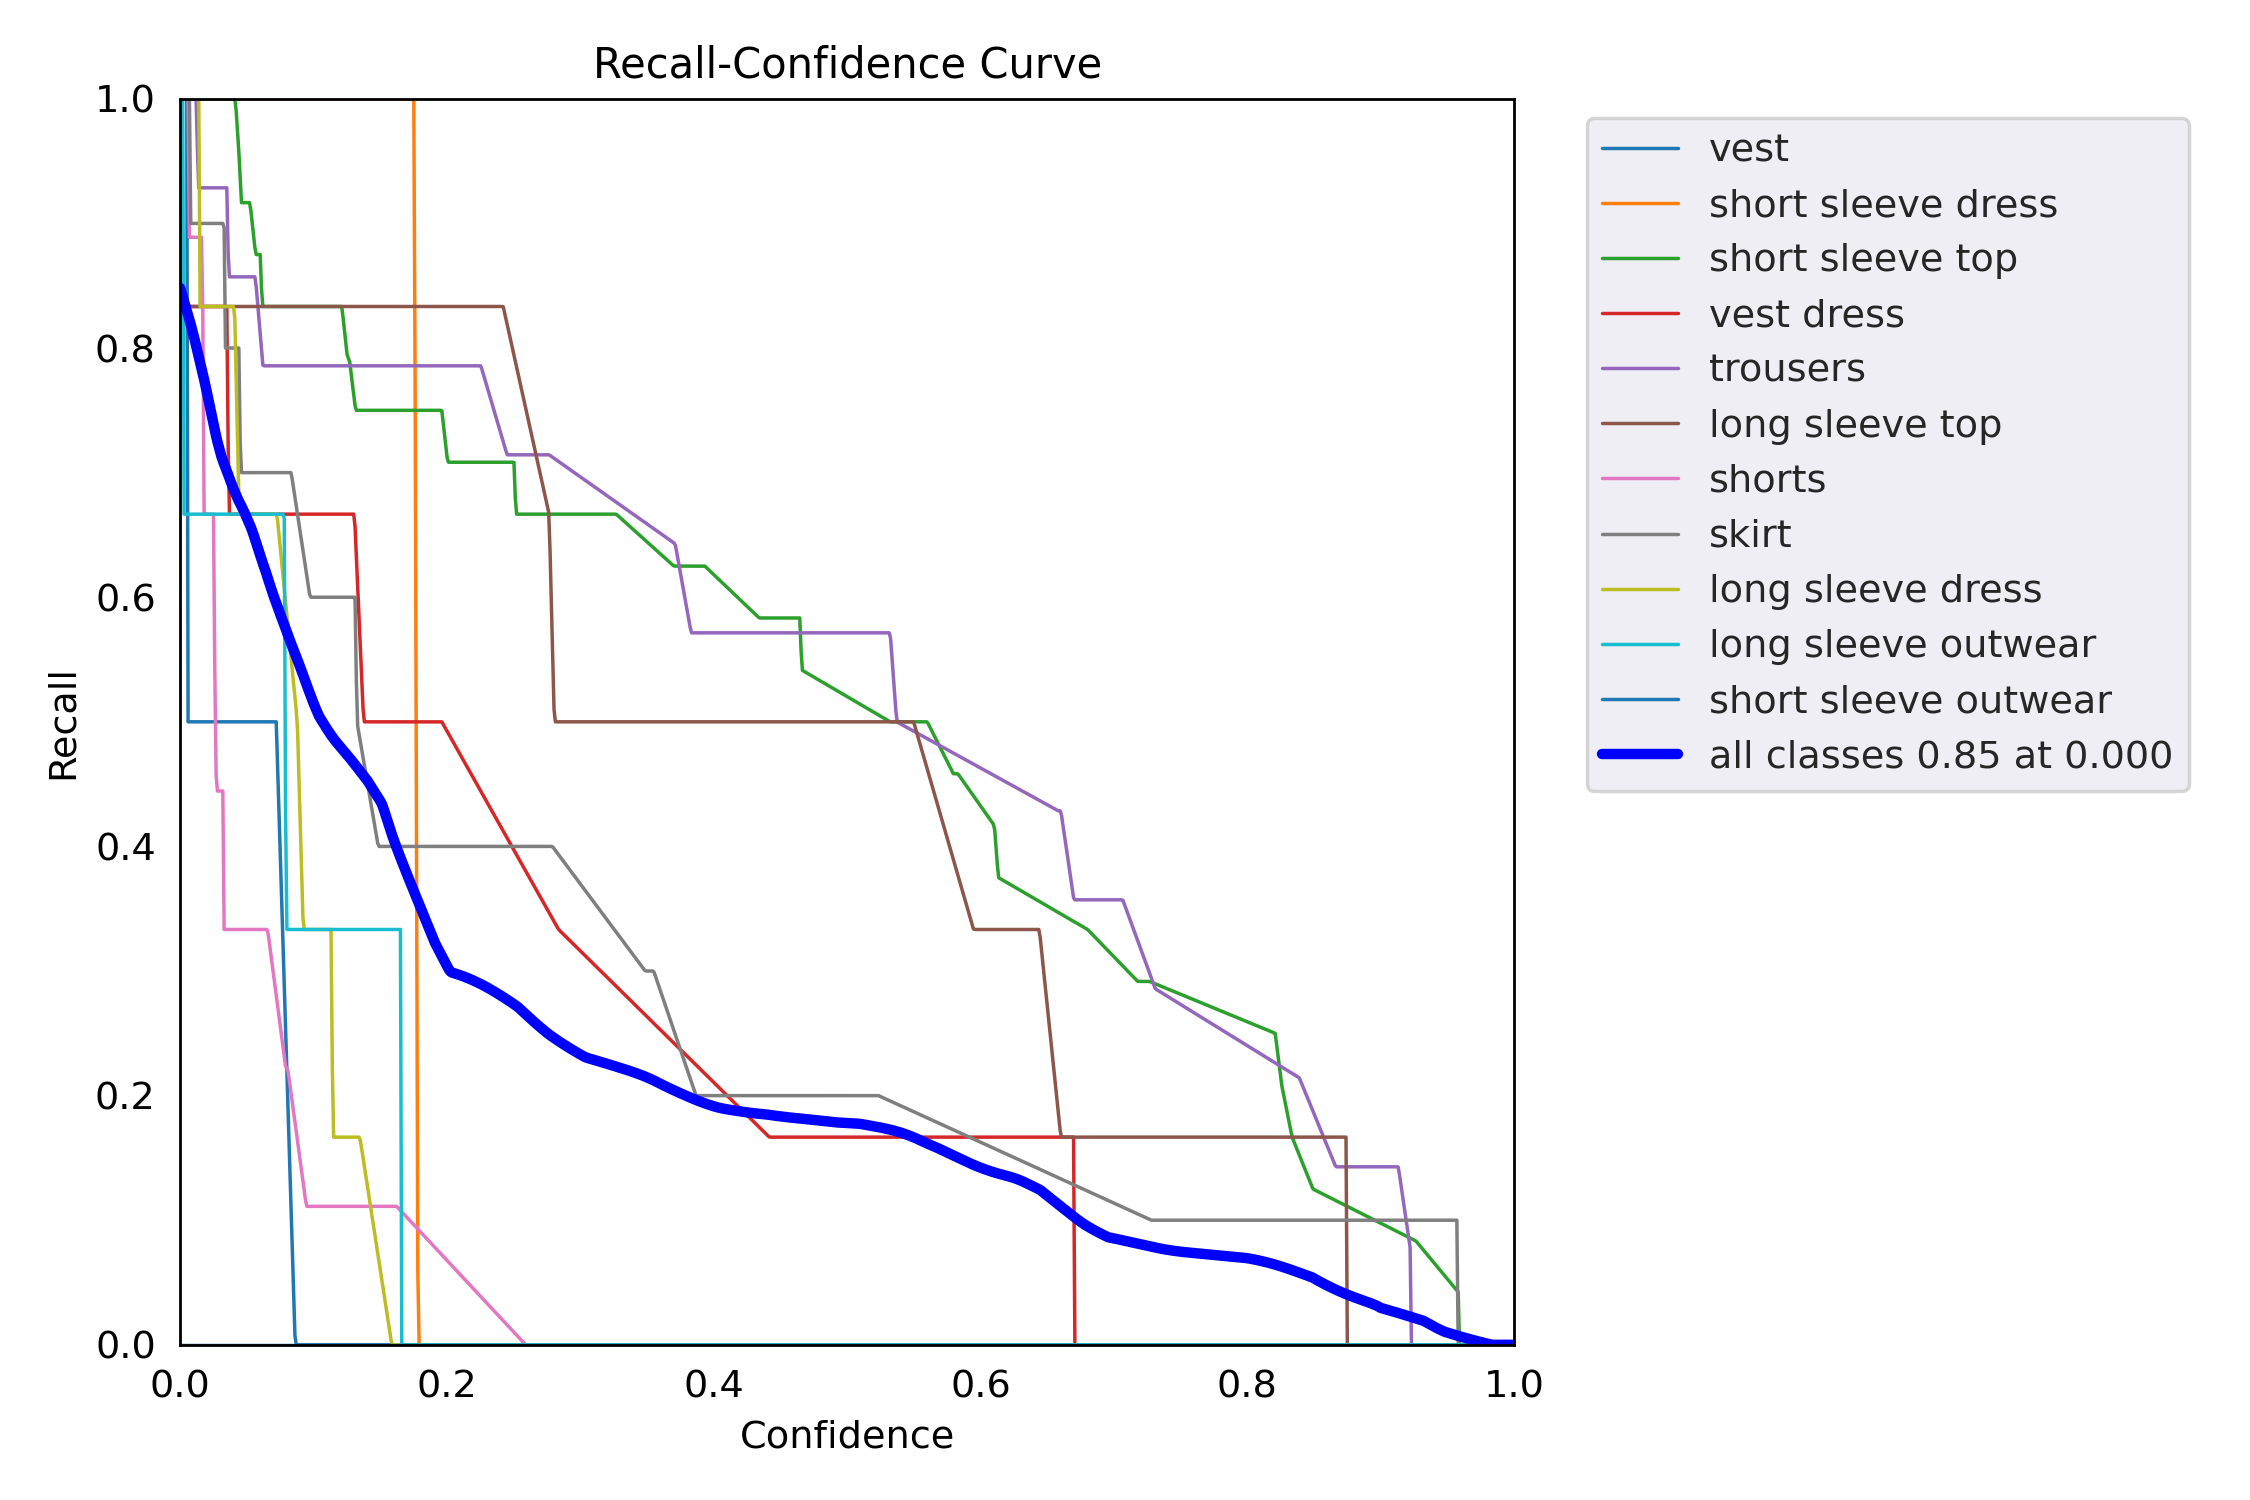 Recall-Confidence Curve
1.0
0.8
0.6
0.4
0.2
0.0
Recall
0.0 0.2 0.4 0.6 0.8 1.0
Confidence
vest
short sleeve dress
short sleeve top
vest dress
trousers
long sleeve top
shorts
skirt
long sleeve dress
long sleeve outwear
short sleeve outwear
all classes 0.85 at 0.000